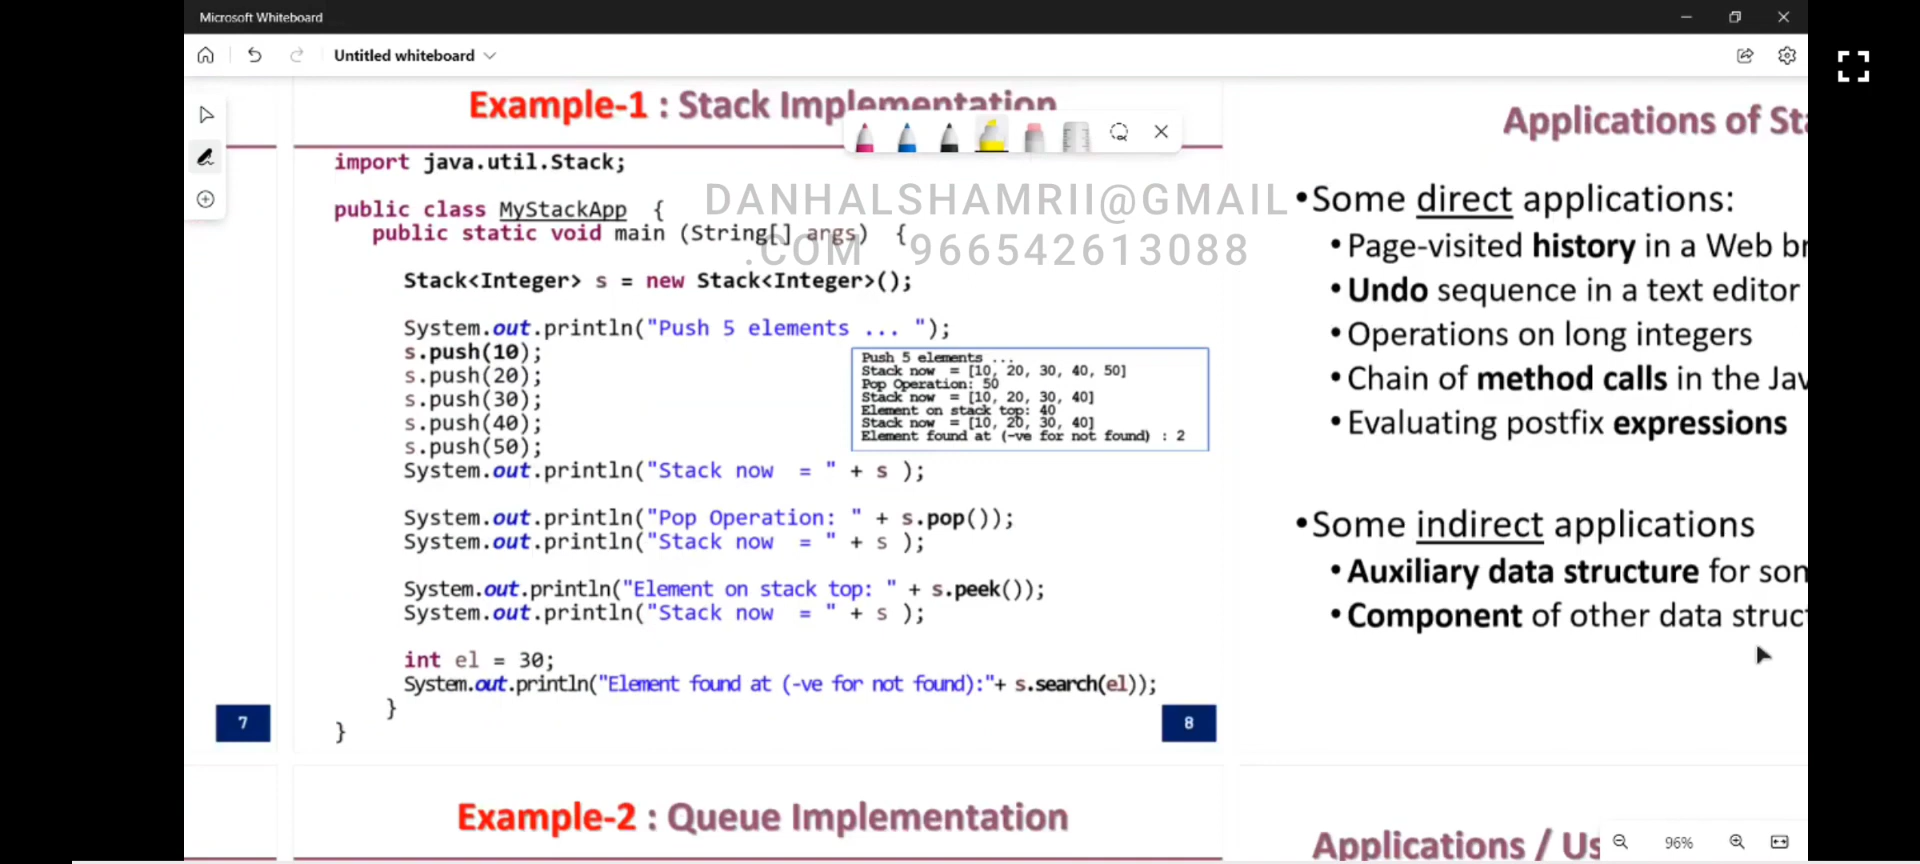 Microsoft Whiteboard
Untitled whiteboard
Example-1 : Stack Implementation
import java.util.Stack;
public class MyStackApp {
public static void main (String[] args) {
Stack<Integer> s = new Stack<Integer>();
System.out.println("Push 5 elements ... ");
s.push(10);
s.push(20);
s.push(30);
s.push(40);
s.push(50);
System.out.println("Stack now  = " + s );
System.out.println("Pop Operation: " + s.pop());
System.out.println("Stack now  = " + s );
System.out.println("Element on stack top: " + s.peek());
System.out.println("Stack now  = " + s );
int el = 30;
System.out.println("Element found at (-ve for not found):"+ s.search(el));
}
}
Push 5 elements ...
Stack now  = [10, 20, 30, 40, 50]
Pop Operation: 50
Stack now  = [10, 20, 30, 40]
Element on stack top: 40
Stack now  = [10, 20, 30, 40]
Element found at (-ve for not found) : 2
DANHALSHAMRII@GMAIL
.COM 966542613088
7
8
Applications of Sta
•Some direct applications:
•Page-visited history in a Web br
•Undo sequence in a text editor
•Operations on long integers
•Chain of method calls in the Jav
•Evaluating postfix expressions
•Some indirect applications
•Auxiliary data structure for som
•Component of other data struct
Example-2 : Queue Implementation
Applications / Us
96%